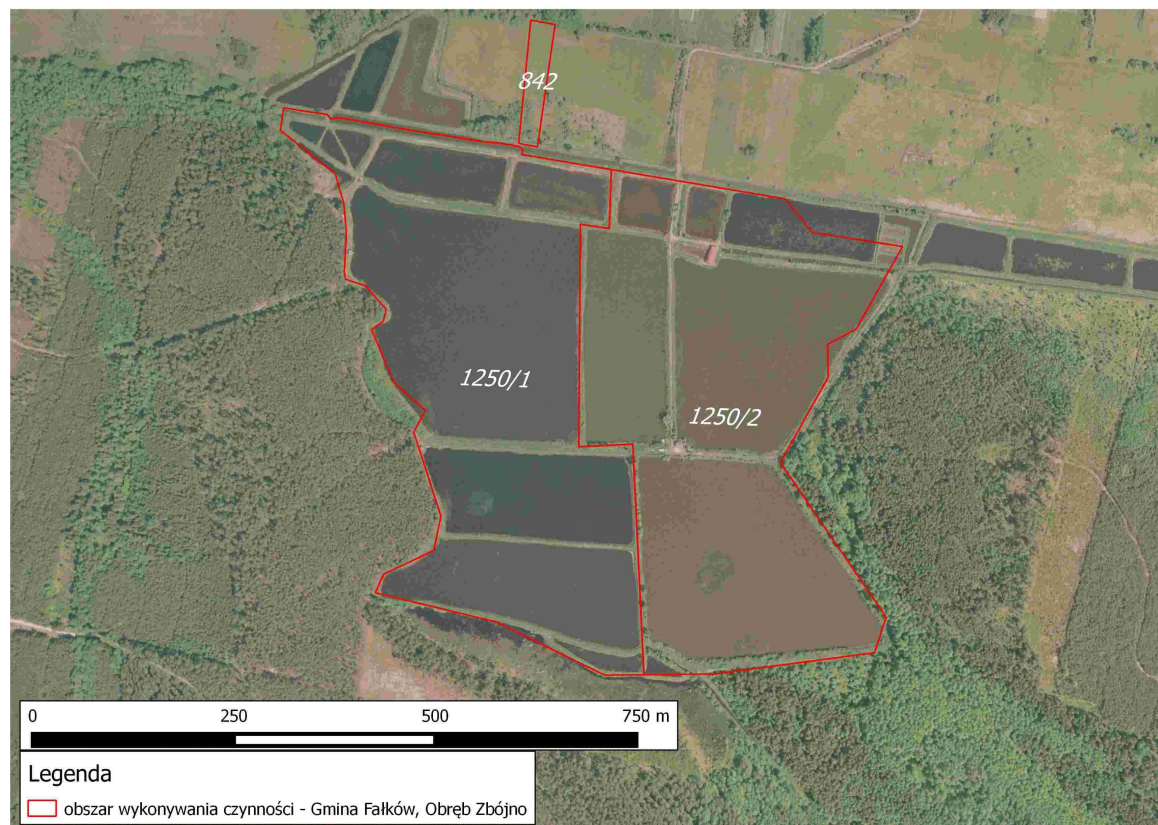 842
1250/1
1250/2
0 250 500 750 m
Legenda
obszar wykonywania czynności - Gmina Fałków, Obręb Zbójno